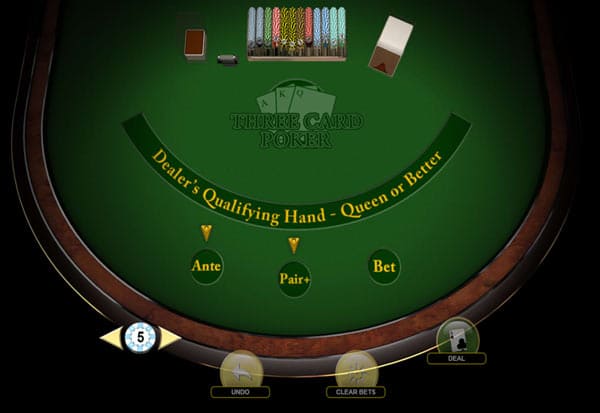 A K Q
THREE CARD
POKER
Dealer's Qualifying Hand - Queen or Better
Ante
Pair+
Bet
5
DEAL
UNDO
CLEAR BETS